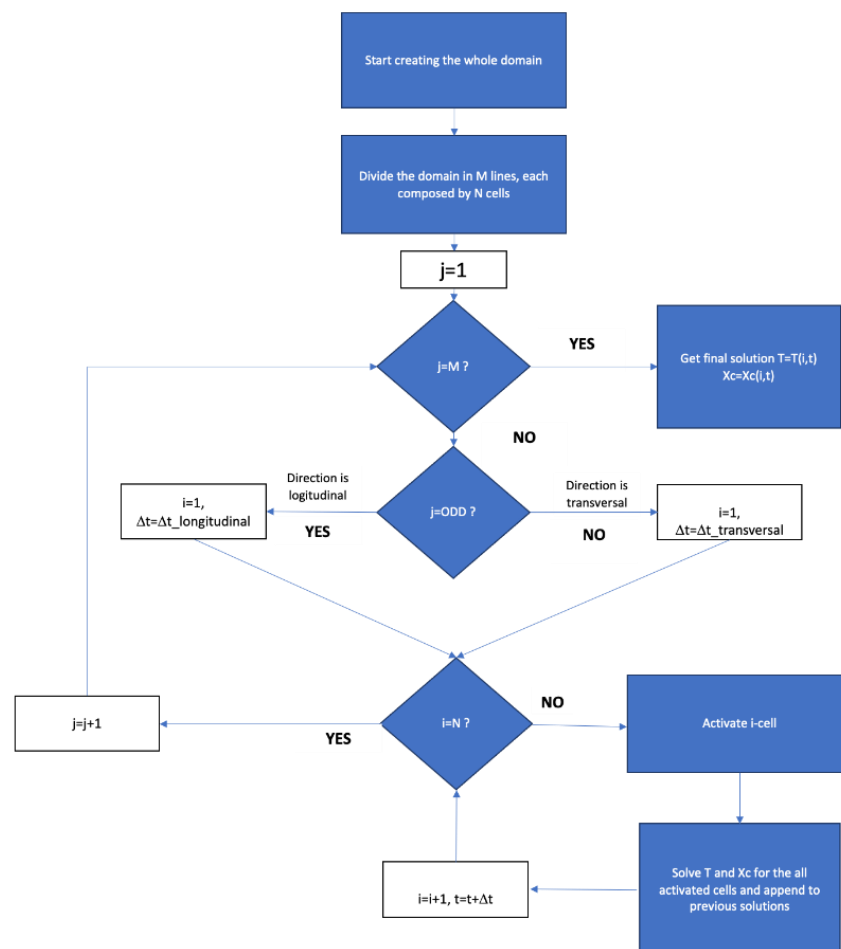 Start creating the whole domain
Divide the domain in M lines, each
composed by N cells
j=1
j=M ?
YES
Get final solution T=T(i,t)
Xc=Xc(i,t)
NO
Direction is
logitudinal
Direction is
transversal
i=1,
Δt=Δt_longitudinal
YES
j=ODD ?
NO
i=1,
Δt=Δt_transversal
j=j+1
YES
i=N ?
NO
Activate i-cell
i=i+1, t=t+Δt
Solve T and Xc for the all
activated cells and append to
previous solutions